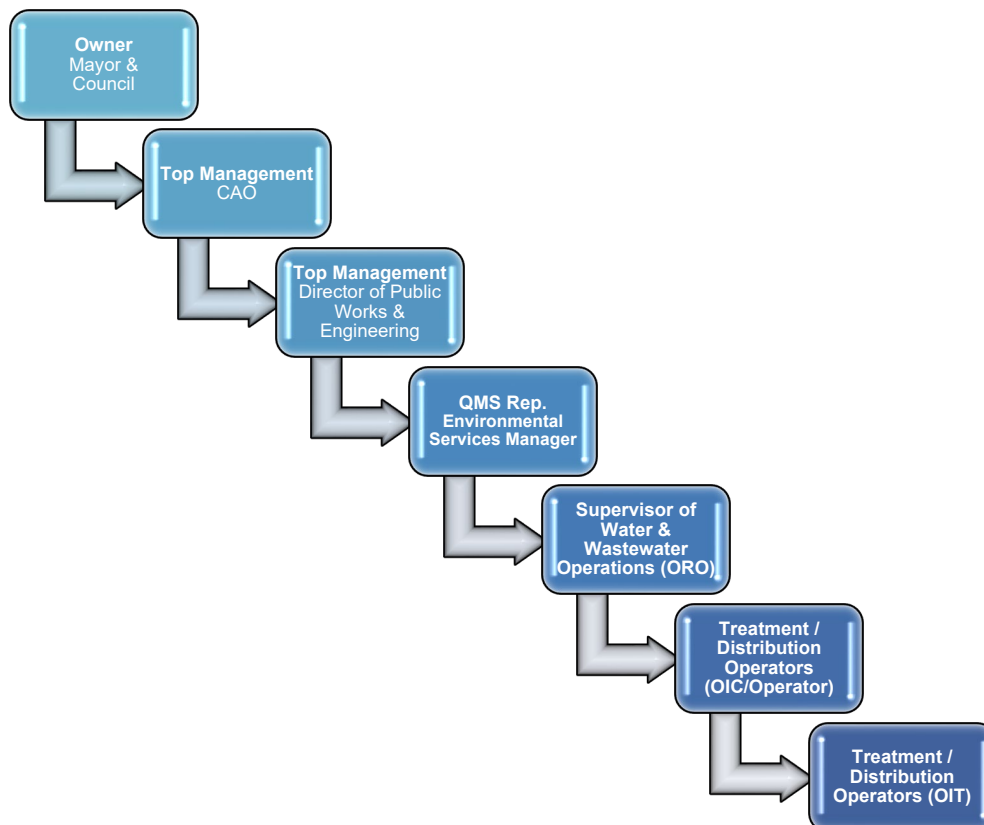 Owner
Mayor &
Council
Top Management
CAO
Top Management
Director of Public
Works &
Engineering
QMS Rep.
Environmental
Services Manager
Supervisor of
Water &
Wastewater
Operations (ORO)
Treatment /
Distribution
Operators
(OIC/Operator)
Treatment /
Distribution
Operators (OIT)